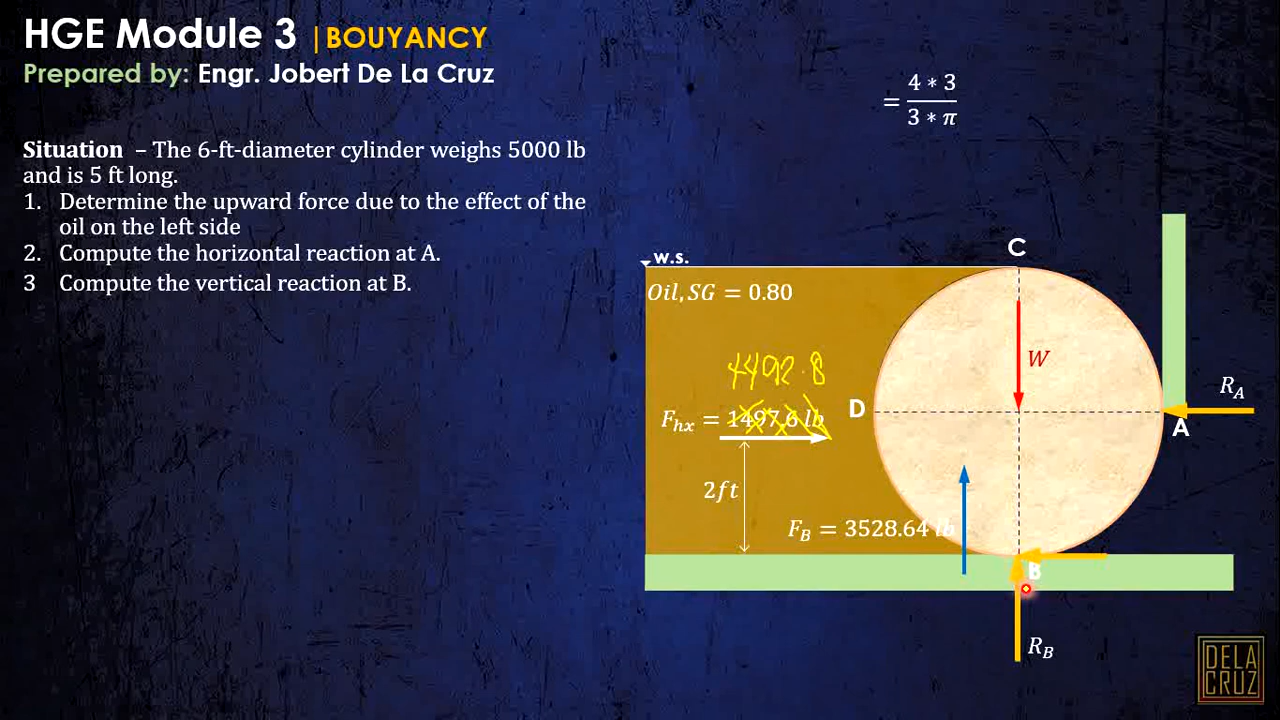 HGE Module 3 |BOUYANCY
Prepared by: Engr. Jobert De La Cruz
= 4 * 3 / 3 * π
Situation – The 6-ft-diameter cylinder weighs 5000 lb
and is 5 ft long.
1. Determine the upward force due to the effect of the
oil on the left side
2. Compute the horizontal reaction at A.
3 Compute the vertical reaction at B.
w.s.
C
Oil, SG = 0.80
W
4492.8
R_A
D
F_hx = 1497.6 lb
A
2ft
F_B = 3528.64 lb
B
R_B
DELA
CRUZ